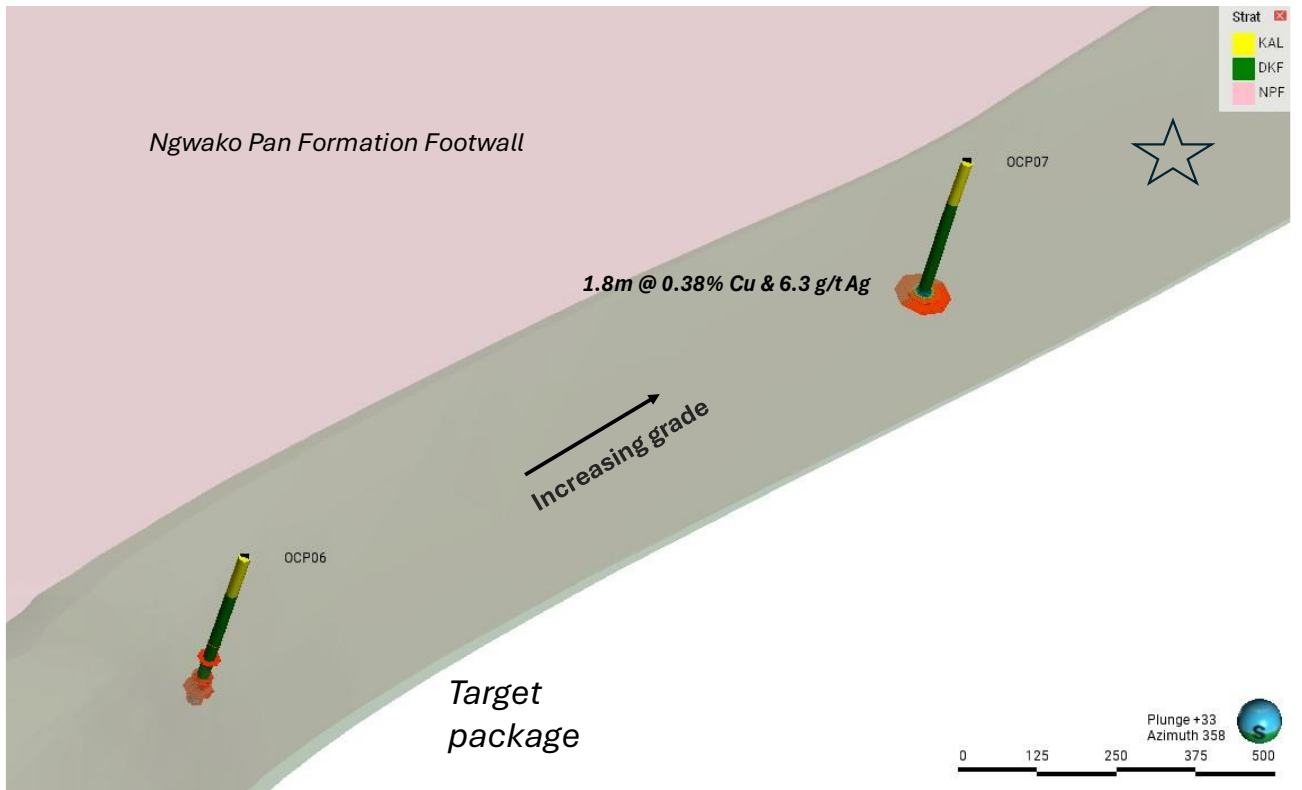 Strat
KAL
DKF
NPF
Ngwako Pan Formation Footwall
OCP07
1.8m @ 0.38% Cu & 6.3 g/t Ag
Increasing grade
OCP06
Target
package
Plunge +33
Azimuth 358
S
0 125 250 375 500